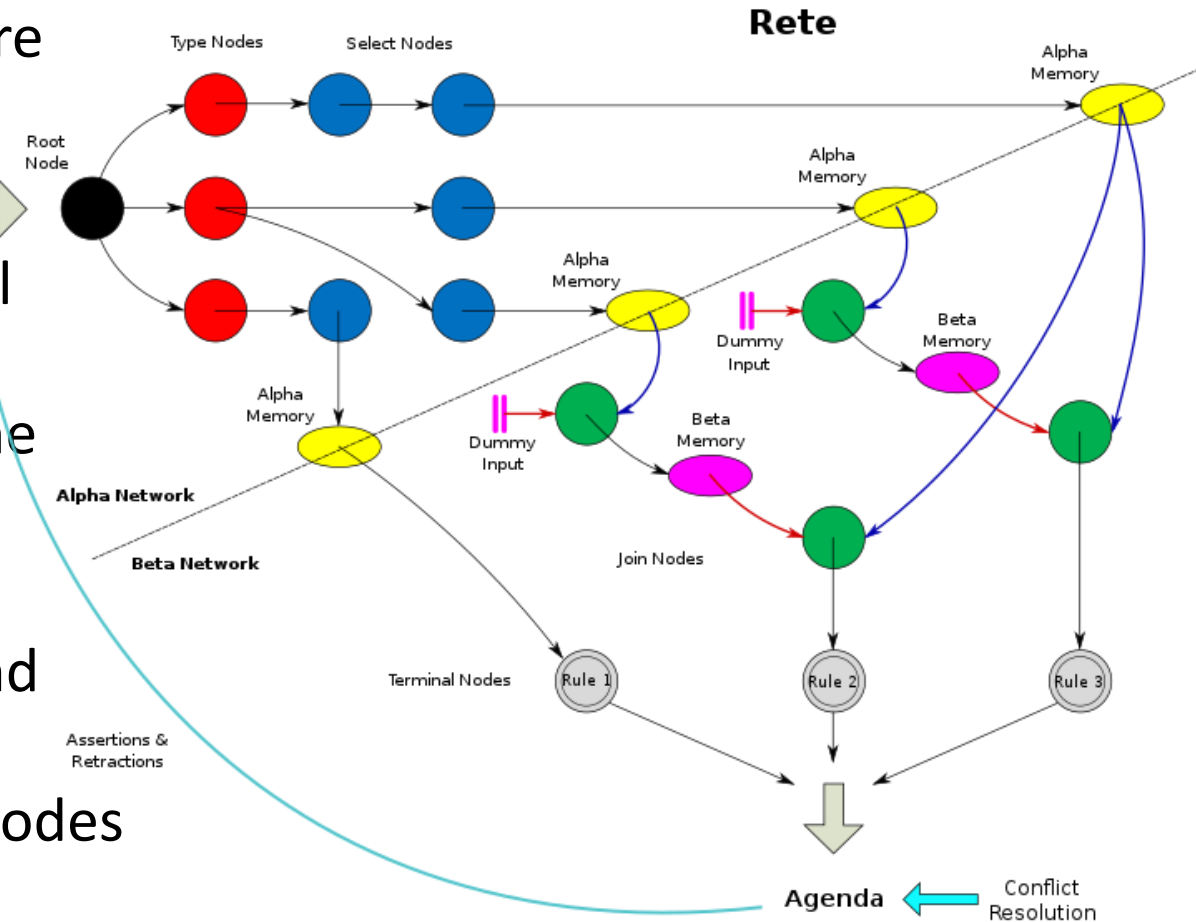 Rete
re
Type Nodes
Select Nodes
Alpha
Memory
Root
Node
Alpha
Memory
l
Alpha
Memory
Dummy
Input
Beta
Memory
Alpha
Memory
e
Dummy
Input
Beta
Memory
Alpha Network
Beta Network
Join Nodes
d
Terminal Nodes
Rule 1
Rule 2
Rule 3
Assertions &
Retractions
odes
Agenda
Conflict
Resolution